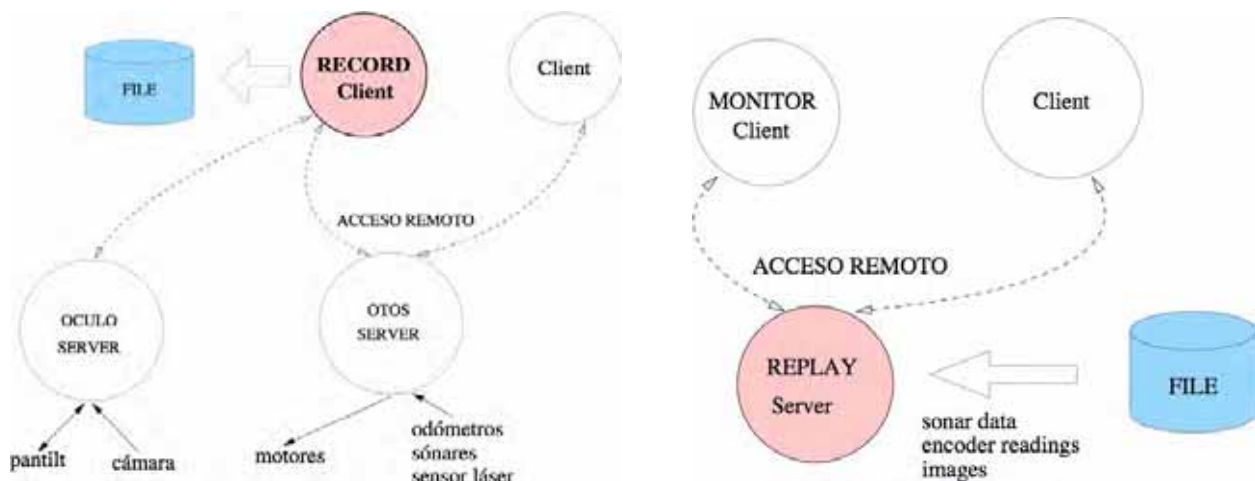 FILE
RECORD
Client
Client
ACCESO REMOTO
OCULO
SERVER
OTOS
SERVER
pantilt
cámara
motores
odómetros
sónares
sensor láser
MONITOR
Client
Client
ACCESO REMOTO
REPLAY
Server
FILE
sonar data
encoder readings
images